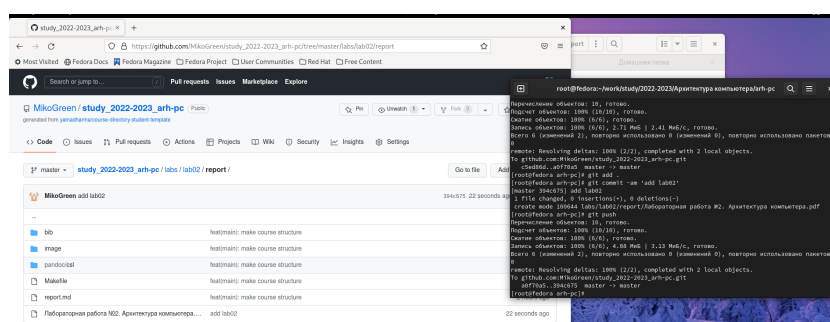 study_2022-2023_arh-pc
https://github.com/MikoGreen/study_2022-2023_arh-pc/tree/master/labs/lab02/report
Most Visited Fedora Docs Fedora Magazine Fedora Project User Communities Red Hat Free Content
Search or jump to... / Pull requests Issues Marketplace Explore
MikoGreen / study_2022-2023_arh-pc Public
Pin Unwatch 1 Fork 0
generated from yamadharma/course-directory-student-template
Code Issues Pull requests Actions Projects Wiki Security Insights Settings
master study_2022-2023_arh-pc / labs / lab02 / report /
Go to file Add
MikoGreen add lab02 394c675 22 seconds ag
..
bib feat(main): make course structure
image feat(main): make course structure
pandoc/csl feat(main): make course structure
Makefile feat(main): make course structure
report.md feat(main): make course structure
Лабораторная работа №2. Архитектура компьютера.... add lab02 22 seconds ago
port
Домашняя папка
root@fedora:~/work/study/2022-2023/Архитектура компьютера/arh-pc
Перечисление объектов: 10, готово.
Подсчет объектов: 100% (10/10), готово.
Сжатие объектов: 100% (6/6), готово.
Запись объектов: 100% (6/6), 2.71 МиБ | 2.41 МиБ/с, готово.
Всего 6 (изменений 2), повторно использовано 0 (изменений 0), повторно использовано пакетов
0
remote: Resolving deltas: 100% (2/2), completed with 2 local objects.
To github.com:MikoGreen/study_2022-2023_arh-pc.git
c5ed86d..a0f70a5 master -> master
[root@fedora arh-pc]# git add .
[root@fedora arh-pc]# git commit -am 'add lab02'
[master 394c675] add lab02
1 file changed, 0 insertions(+), 0 deletions(-)
create mode 100644 labs/lab02/report/Лабораторная работа №2. Архитектура компьютера.pdf
[root@fedora arh-pc]# git push
Перечисление объектов: 10, готово.
Подсчет объектов: 100% (10/10), готово.
Сжатие объектов: 100% (6/6), готово.
Запись объектов: 100% (6/6), 4.08 МиБ | 3.13 МиБ/с, готово.
Всего 6 (изменений 2), повторно использовано 0 (изменений 0), повторно использовано пакетов
0
remote: Resolving deltas: 100% (2/2), completed with 2 local objects.
To github.com:MikoGreen/study_2022-2023_arh-pc.git
a0f70a5..394c675 master -> master
[root@fedora arh-pc]#